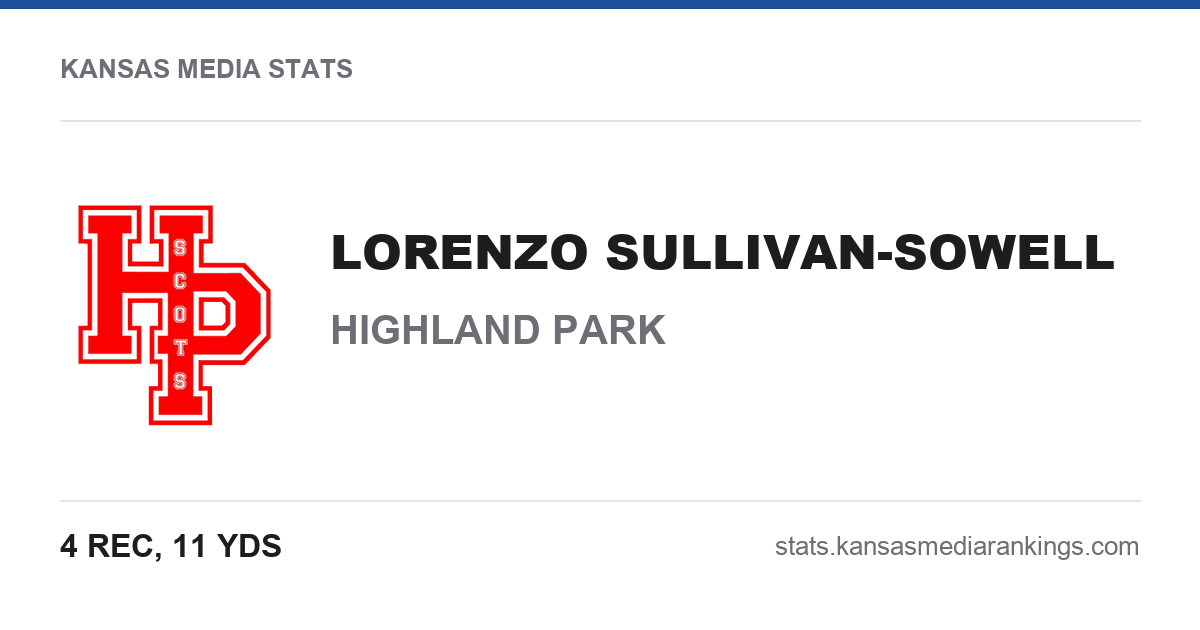 KANSAS MEDIA STATS
HP
SCOTS
LORENZO SULLIVAN-SOWELL
HIGHLAND PARK
4 REC, 11 YDS
stats.kansasmediarankings.com